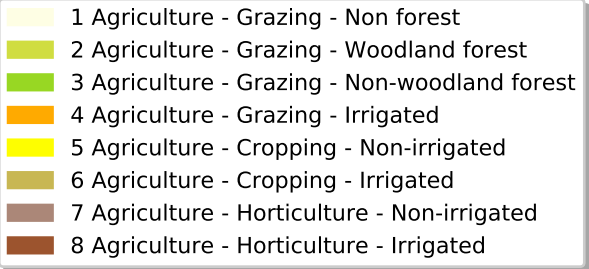 1 Agriculture - Grazing - Non forest
2 Agriculture - Grazing - Woodland forest
3 Agriculture - Grazing - Non-woodland forest
4 Agriculture - Grazing - Irrigated
5 Agriculture - Cropping - Non-irrigated
6 Agriculture - Cropping - Irrigated
7 Agriculture - Horticulture - Non-irrigated
8 Agriculture - Horticulture - Irrigated